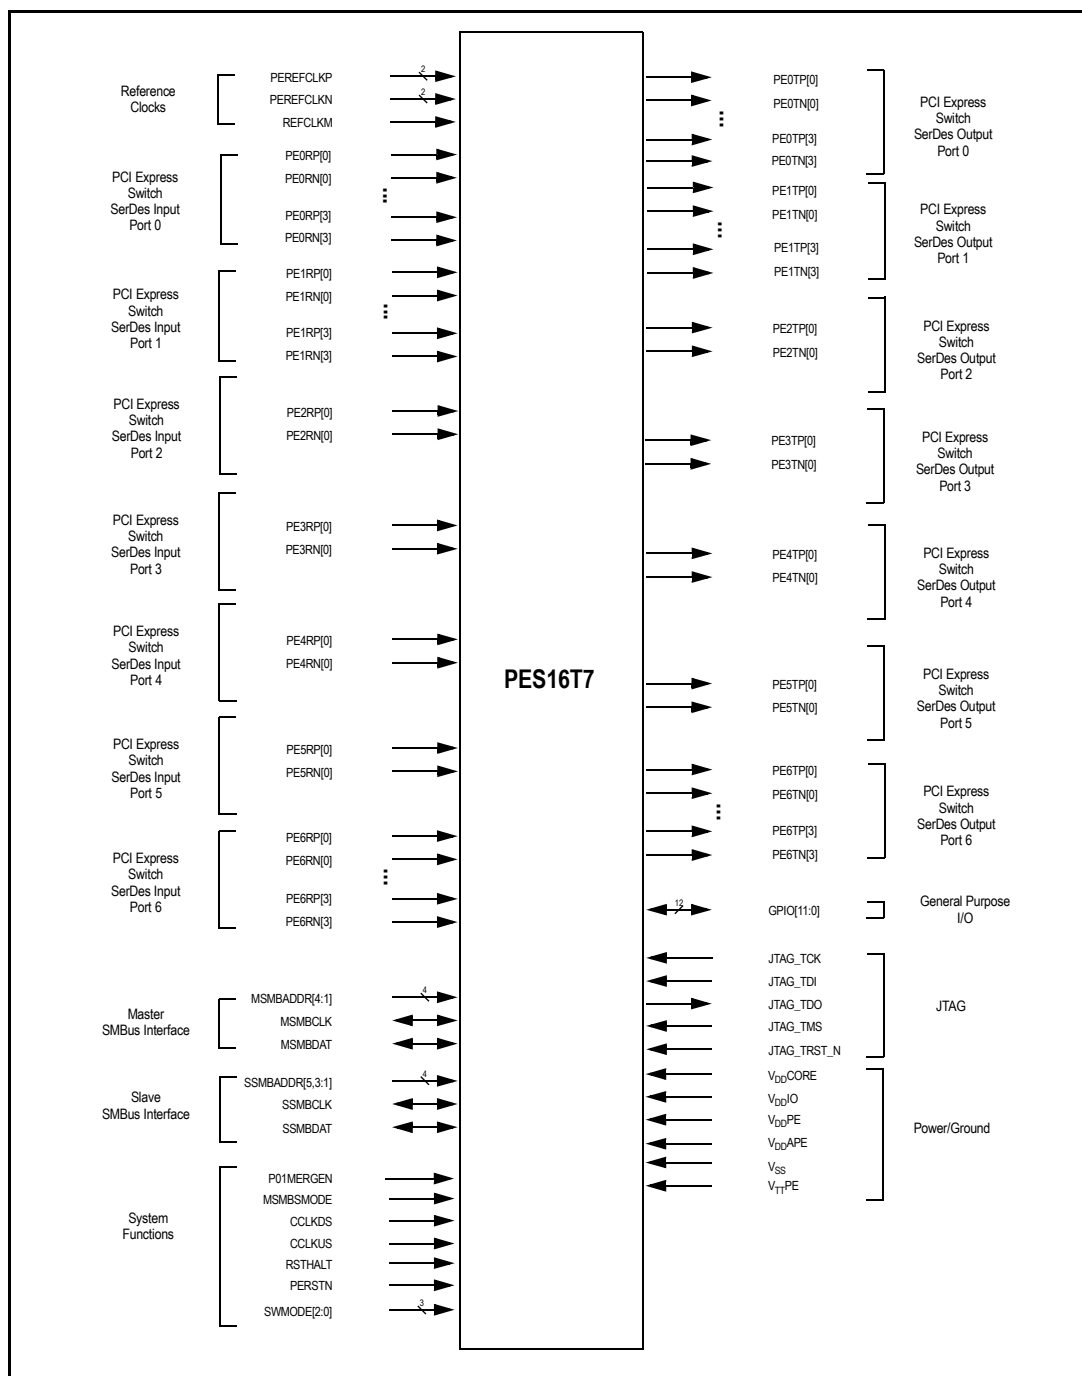 Reference
Clocks
PEREFCLKP
2
PEREFCLKN
2
REFCLKM
PCI Express
Switch
SerDes Input
Port 0
PE0RP[0]
PE0RN[0]
PE0RP[3]
PE0RN[3]
PCI Express
Switch
SerDes Input
Port 1
PE1RP[0]
PE1RN[0]
PE1RP[3]
PE1RN[3]
PCI Express
Switch
SerDes Input
Port 2
PE2RP[0]
PE2RN[0]
PCI Express
Switch
SerDes Input
Port 3
PE3RP[0]
PE3RN[0]
PCI Express
Switch
SerDes Input
Port 4
PE4RP[0]
PE4RN[0]
PCI Express
Switch
SerDes Input
Port 5
PE5RP[0]
PE5RN[0]
PCI Express
Switch
SerDes Input
Port 6
PE6RP[0]
PE6RN[0]
PE6RP[3]
PE6RN[3]
Master
SMBus Interface
MSMBADDR[4:1]
4
MSMBCLK
MSMBDAT
Slave
SMBus Interface
SSMBADDR[5,3:1]
4
SSMBCLK
SSMBDAT
System
Functions
P01MERGEN
MSMBSMODE
CCLKDS
CCLKUS
RSTHALT
PERSTN
SWMODE[2:0]
3
PES16T7
PE0TP[0]
PE0TN[0]
PE0TP[3]
PE0TN[3]
PCI Express
Switch
SerDes Output
Port 0
PE1TP[0]
PE1TN[0]
PE1TP[3]
PE1TN[3]
PCI Express
Switch
SerDes Output
Port 1
PE2TP[0]
PE2TN[0]
PCI Express
Switch
SerDes Output
Port 2
PE3TP[0]
PE3TN[0]
PCI Express
Switch
SerDes Output
Port 3
PE4TP[0]
PE4TN[0]
PCI Express
Switch
SerDes Output
Port 4
PE5TP[0]
PE5TN[0]
PCI Express
Switch
SerDes Output
Port 5
PE6TP[0]
PE6TN[0]
PE6TP[3]
PE6TN[3]
PCI Express
Switch
SerDes Output
Port 6
12
GPIO[11:0]
General Purpose
I/O
JTAG_TCK
JTAG_TDI
JTAG_TDO
JTAG_TMS
JTAG_TRST_N
JTAG
VDDCORE
VDDIO
VDDPE
VDDAPE
VSS
VTTPE
Power/Ground